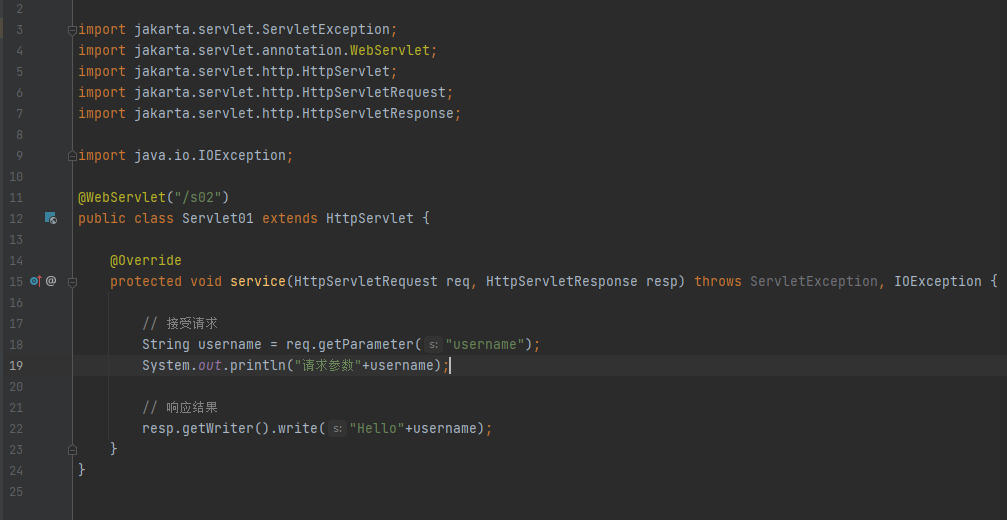 2
3 import jakarta.servlet.ServletException;
4 import jakarta.servlet.annotation.WebServlet;
5 import jakarta.servlet.http.HttpServlet;
6 import jakarta.servlet.http.HttpServletRequest;
7 import jakarta.servlet.http.HttpServletResponse;
8
9 import java.io.IOException;
10
11 @WebServlet("/s02")
12 public class Servlet01 extends HttpServlet {
13
14 @Override
15 @ protected void service(HttpServletRequest req, HttpServletResponse resp) throws ServletException, IOException {
16
17 // 接受请求
18 String username = req.getParameter( s: "username");
19 System.out.println("请求参数"+username);
20
21 // 响应结果
22 resp.getWriter().write( s: "Hello"+username);
23 }
24 }
25